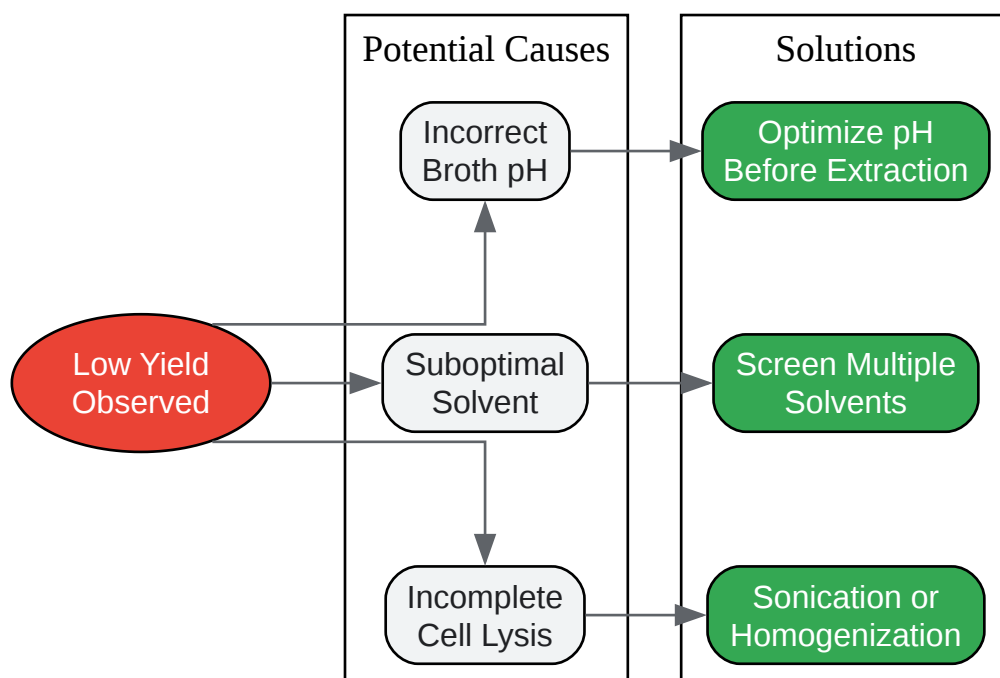 Potential Causes
Solutions
Incorrect
Broth pH
Optimize pH
Before Extraction
Low Yield
Observed
Suboptimal
Solvent
Screen Multiple
Solvents
Incomplete
Cell Lysis
Sonication or
Homogenization